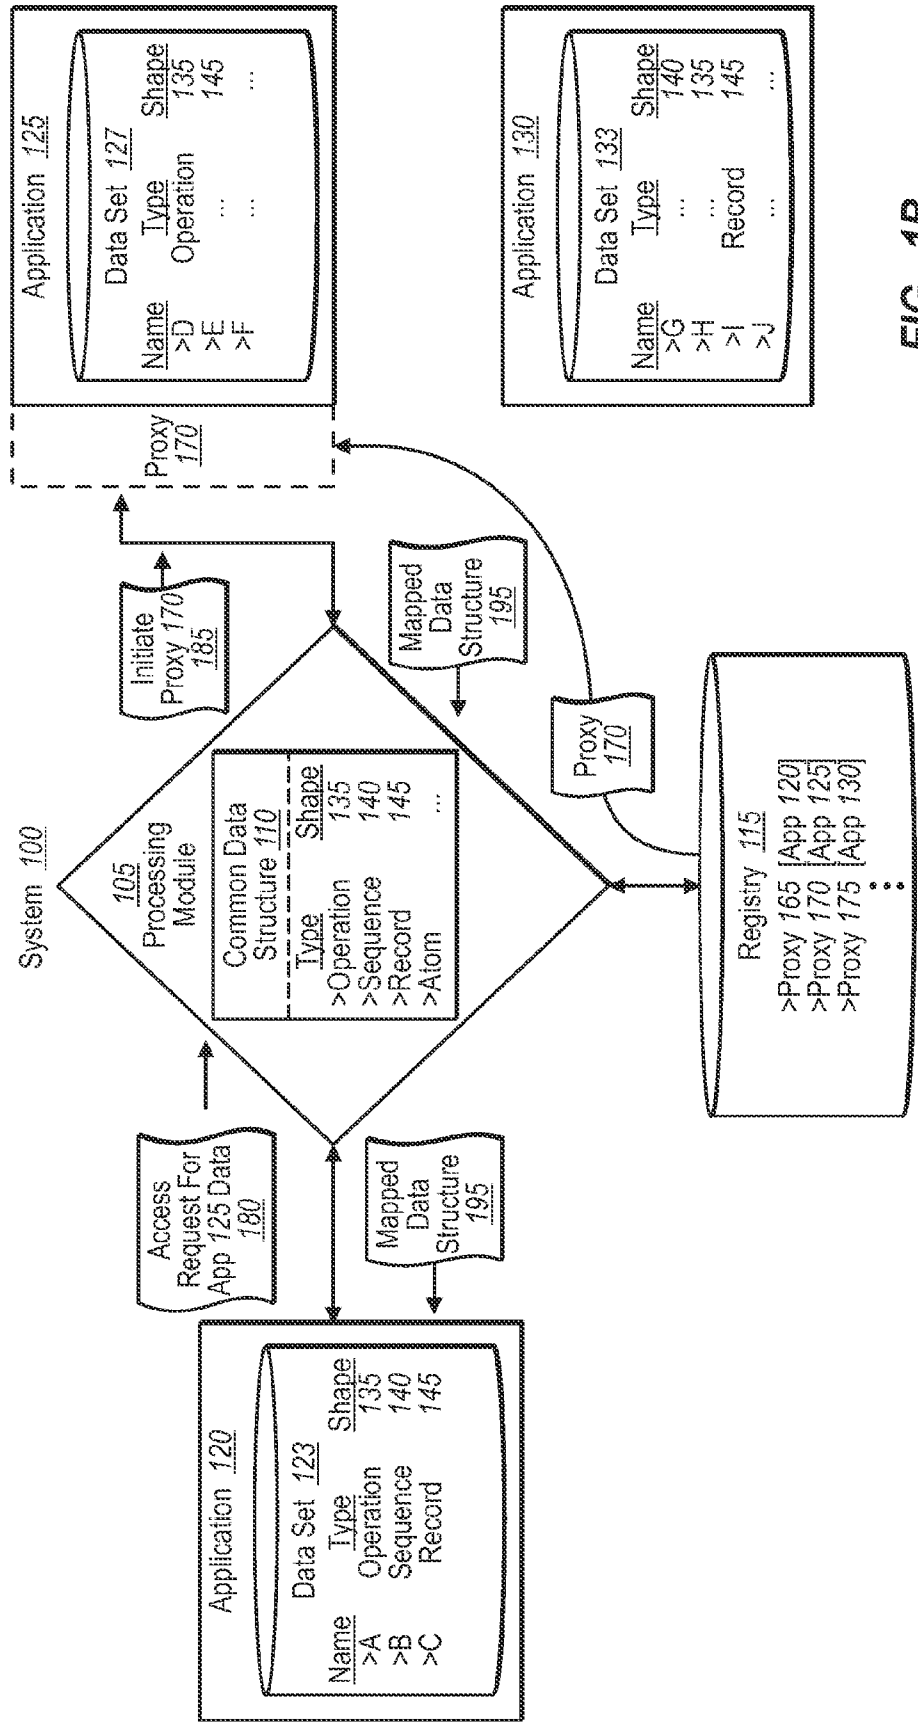 System 100
Application 120
Data Set 123
Name Type Shape
>A Operation 135
>B Sequence 140
>C Record 145
Access
Request For
App 125 Data
180
Mapped
Data
Structure
195
105
Processing
Module
Common Data
Structure 110
Type Shape
>Operation 135
>Sequence 140
>Record 145
>Atom ...
Initiate
Proxy 170
185
Mapped
Data
Structure
195
Proxy
170
Proxy
170
Application 125
Data Set 127
Name Type Shape
>D Operation 135
>E ... 145
>F ... ...
Application 130
Data Set 133
Name Type Shape
>G ... 140
>H ... 135
>I Record 145
>J ... ...
Registry 115
>Proxy 165 [App 120]
>Proxy 170 [App 125]
>Proxy 175 [App 130]